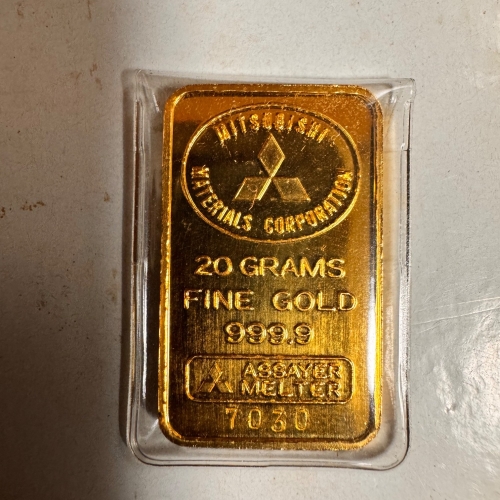 MITSUBISHI
MATERIALS CORPORATION
20 GRAMS
FINE GOLD
999.9
ASSAYER
MELTER
7030